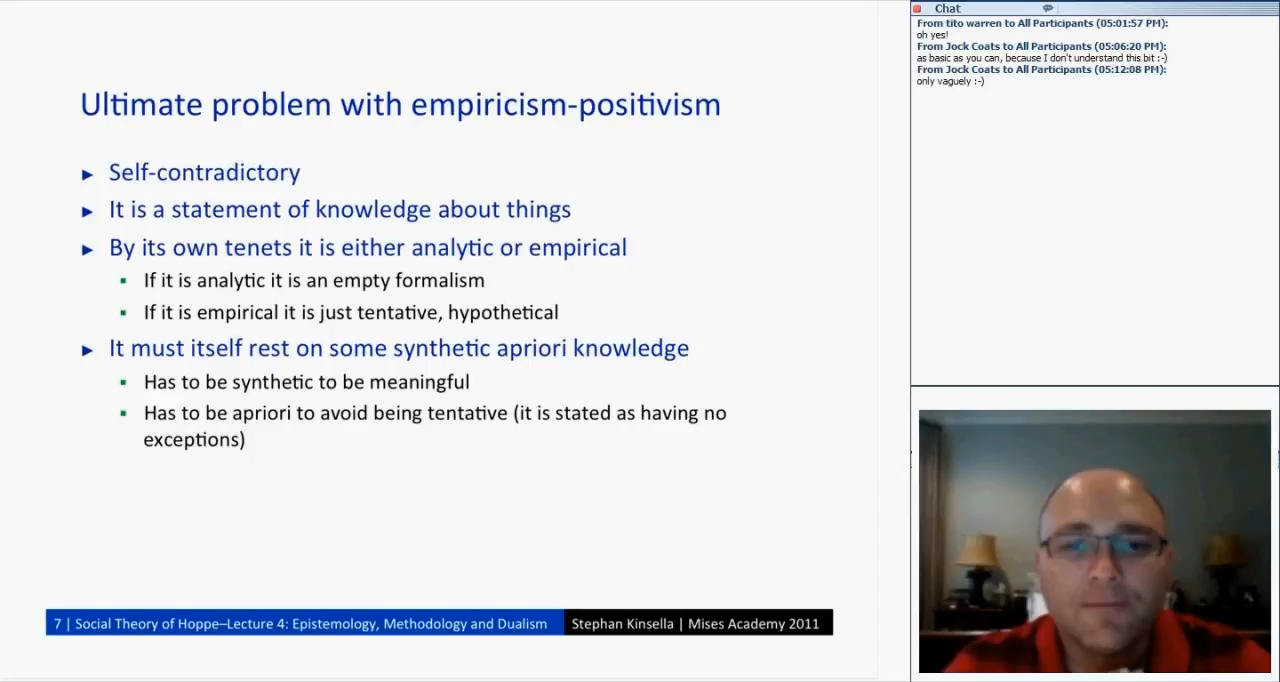 Ultimate problem with empiricism-positivism
► Self-contradictory
► It is a statement of knowledge about things
► By its own tenets it is either analytic or empirical
▪ If it is analytic it is an empty formalism
▪ If it is empirical it is just tentative, hypothetical
► It must itself rest on some synthetic apriori knowledge
▪ Has to be synthetic to be meaningful
▪ Has to be apriori to avoid being tentative (it is stated as having no
exceptions)
7 | Social Theory of Hoppe–Lecture 4: Epistemology, Methodology and Dualism
Stephan Kinsella | Mises Academy 2011
Chat
From tito warren to All Participants (05:01:57 PM):
oh yes!
From Jock Coats to All Participants (05:06:20 PM):
as basic as you can, because I don't understand this bit :-)
From Jock Coats to All Participants (05:12:08 PM):
only vaguely :-)